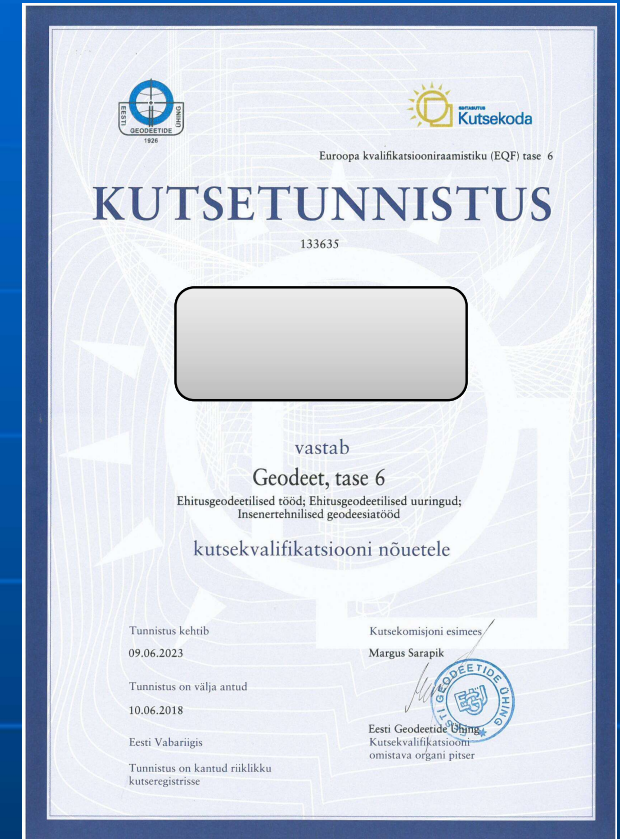 EESTI GEODEETIDE ÜHING
1926
SIHTASUTUS
Kutsekoda
Euroopa kvalifikatsiooniraamistiku (EQF) tase 6
KUTSETUNNISTUS
133635
vastab
Geodeet, tase 6
Ehitusgeodeetilised tööd; Ehitusgeodeetilised uuringud;
Insenertehnilised geodeesiatööd
kutsekvalifikatsiooni nõuetele
Tunnistus kehtib
09.06.2023
Tunnistus on välja antud
10.06.2018
Eesti Vabariigis
Tunnistus on kantud riiklikku
kutseregistrisse
Kutsekomisjoni esimees
Margus Sarapik
EESTI GEODEETIDE ÜHING
Eesti Geodeetide Ühing
Kutsekvalifikatsiooni
omistava organi pitser